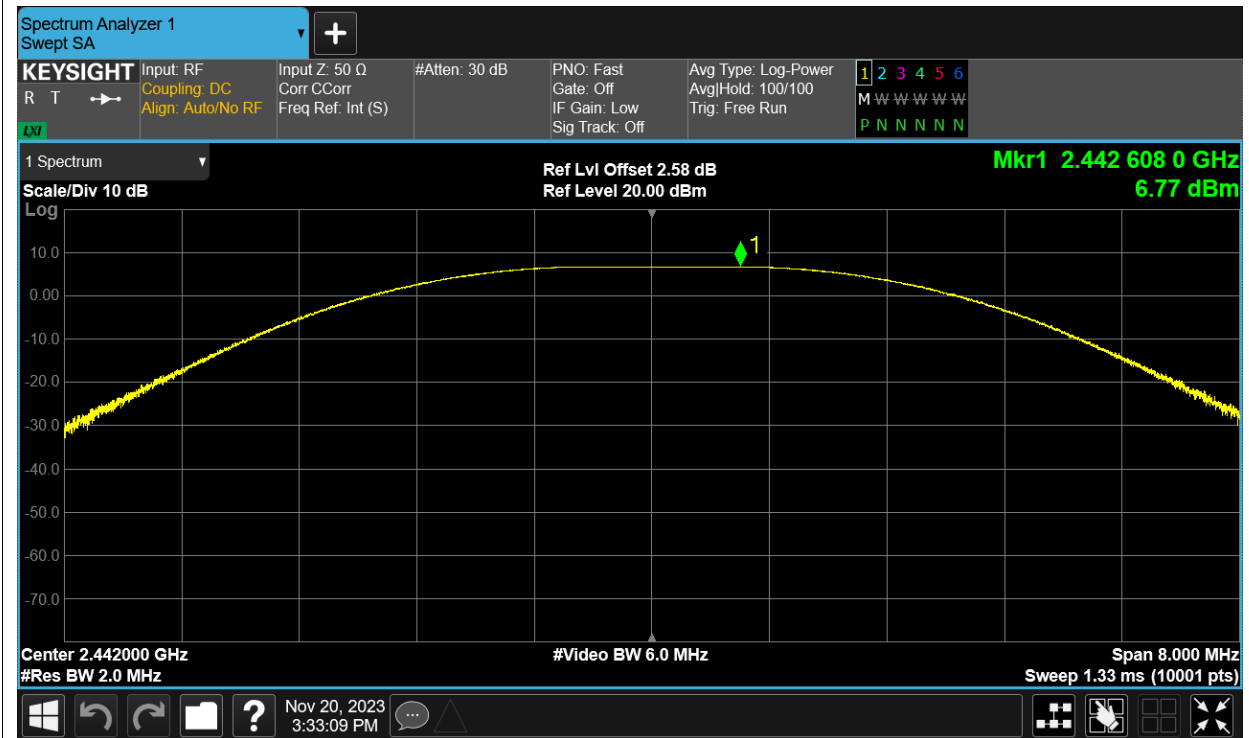 Spectrum Analyzer 1
Swept SA
+
KEYSIGHT
R T
LXI
Input: RF
Coupling: DC
Align: Auto/No RF
Input Z: 50 Ω
Corr CCorr
Freq Ref: Int (S)
#Atten: 30 dB
PNO: Fast
Gate: Off
IF Gain: Low
Sig Track: Off
Avg Type: Log-Power
Avg|Hold: 100/100
Trig: Free Run
1 2 3 4 5 6
M W W W W W
P N N N N N
1 Spectrum
Scale/Div 10 dB
Log
Ref Lvl Offset 2.58 dB
Ref Level 20.00 dBm
Mkr1 2.442 608 0 GHz
6.77 dBm
1
10.0
0.00
-10.0
-20.0
-30.0
-40.0
-50.0
-60.0
-70.0
Center 2.442000 GHz
#Res BW 2.0 MHz
#Video BW 6.0 MHz
Span 8.000 MHz
Sweep 1.33 ms (10001 pts)
?
Nov 20, 2023
3:33:09 PM